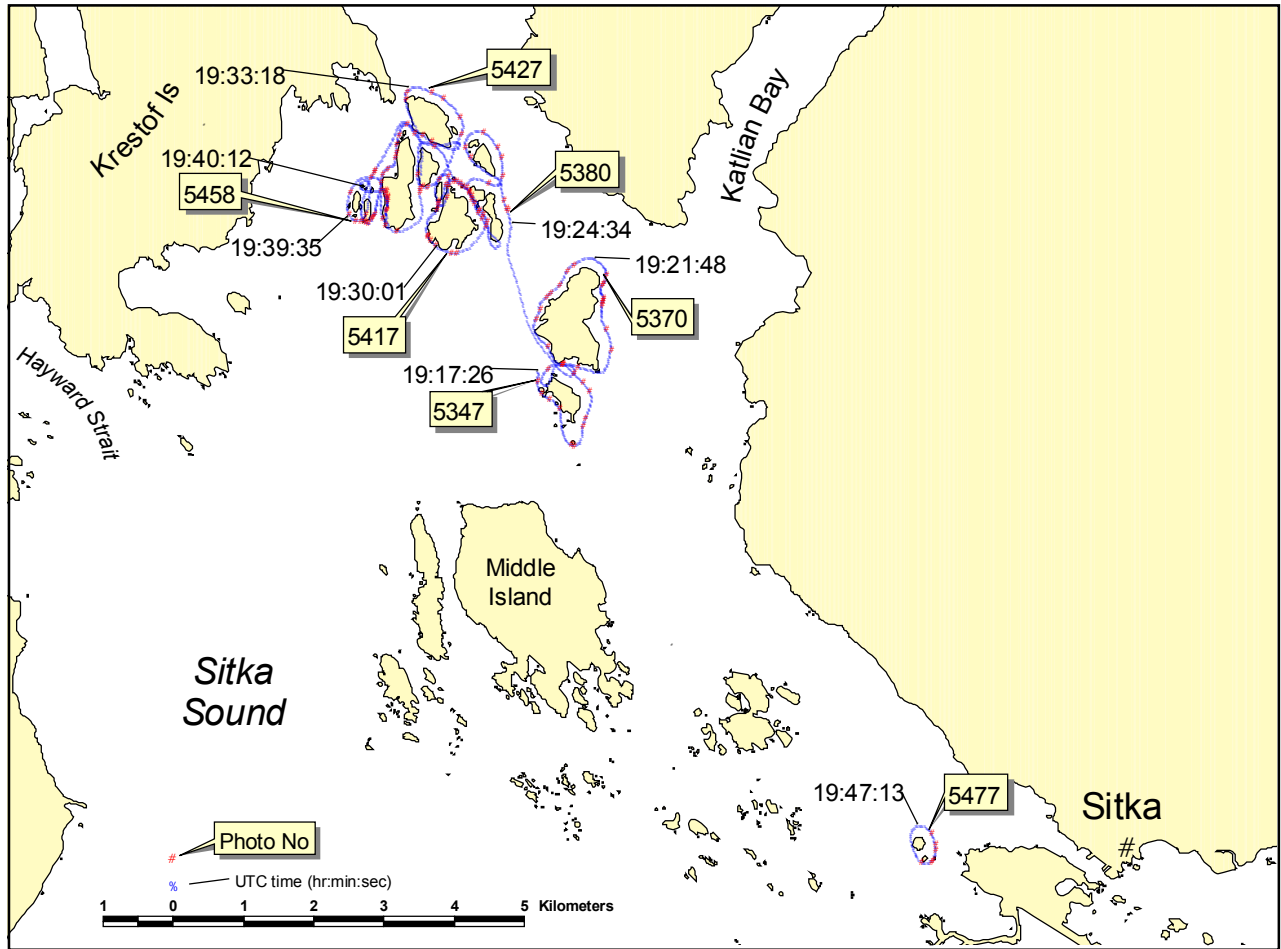 19:33:18
5427
Krestof Is
Katlian Bay
19:40:12
5380
5458
19:24:34
19:39:35
19:21:48
19:30:01
5370
5417
Hayward Strait
19:17:26
5347
Middle
Island
Sitka
Sound
19:47:13
5477
Sitka
#
Photo No
#
% UTC time (hr:min:sec)
1 0 1 2 3 4 5 Kilometers